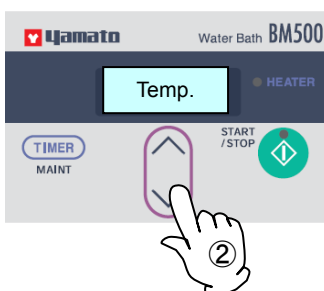 yamato
Water Bath BM500
Temp.
HEATER
TIMER
MAINT
START
/STOP
②